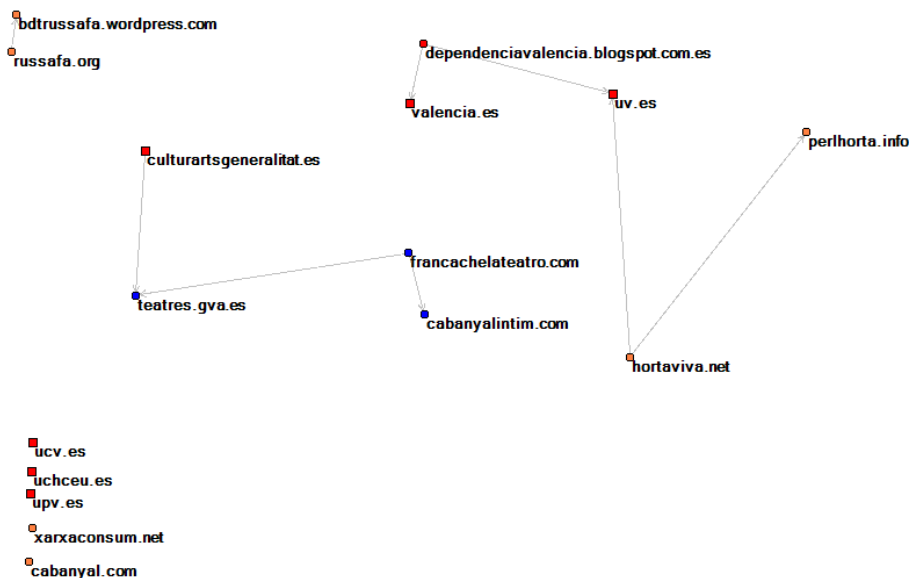 bdtrussafa.wordpress.com
russafa.org
dependenciavalencia.blogspot.com.es
valencia.es
uv.es
perlhorta.info
culturartsgeneralitat.es
francachelateatro.com
teatres.gva.es
cabanyalintim.com
hortaviva.net
ucv.es
uchceu.es
upv.es
xarxaconsum.net
cabanyal.com